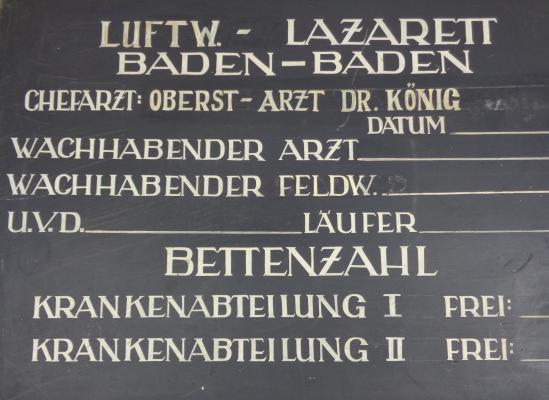 LUFTW. - LAZARETT
BADEN-BADEN
CHEFARZT: OBERST-ARZT DR. KÖNIG
DATUM
WACHHABENDER ARZT
WACHHABENDER FELDW.
U.V.D. LÄUFER
BETTENZAHL
KRANKENABTEILUNG I FREI:
KRANKENABTEILUNG II FREI: